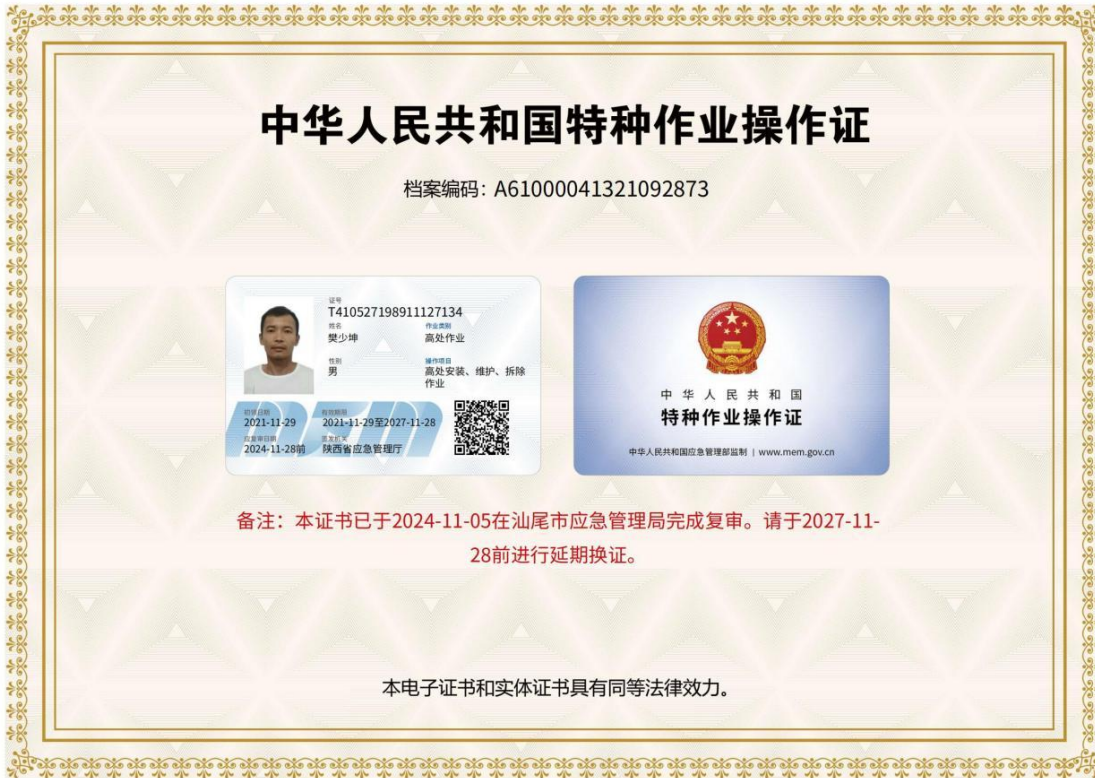 中华人民共和国特种作业操作证
档案编码：A61000041321092873
证号
T410527198911127134
姓名
樊少坤
作业类别
高处作业
性别
男
操作项目
高处安装、维护、拆除
作业
初领日期
2021-11-29
有效期限
2021-11-29至2027-11-28
应复审日期
2024-11-28前
签发机关
陕西省应急管理厅
中华人民共和国
特种作业操作证
中华人民共和国应急管理部监制 | www.mem.gov.cn
备注：本证书已于2024-11-05在汕尾市应急管理局完成复审。请于2027-11-
28前进行延期换证。
本电子证书和实体证书具有同等法律效力。